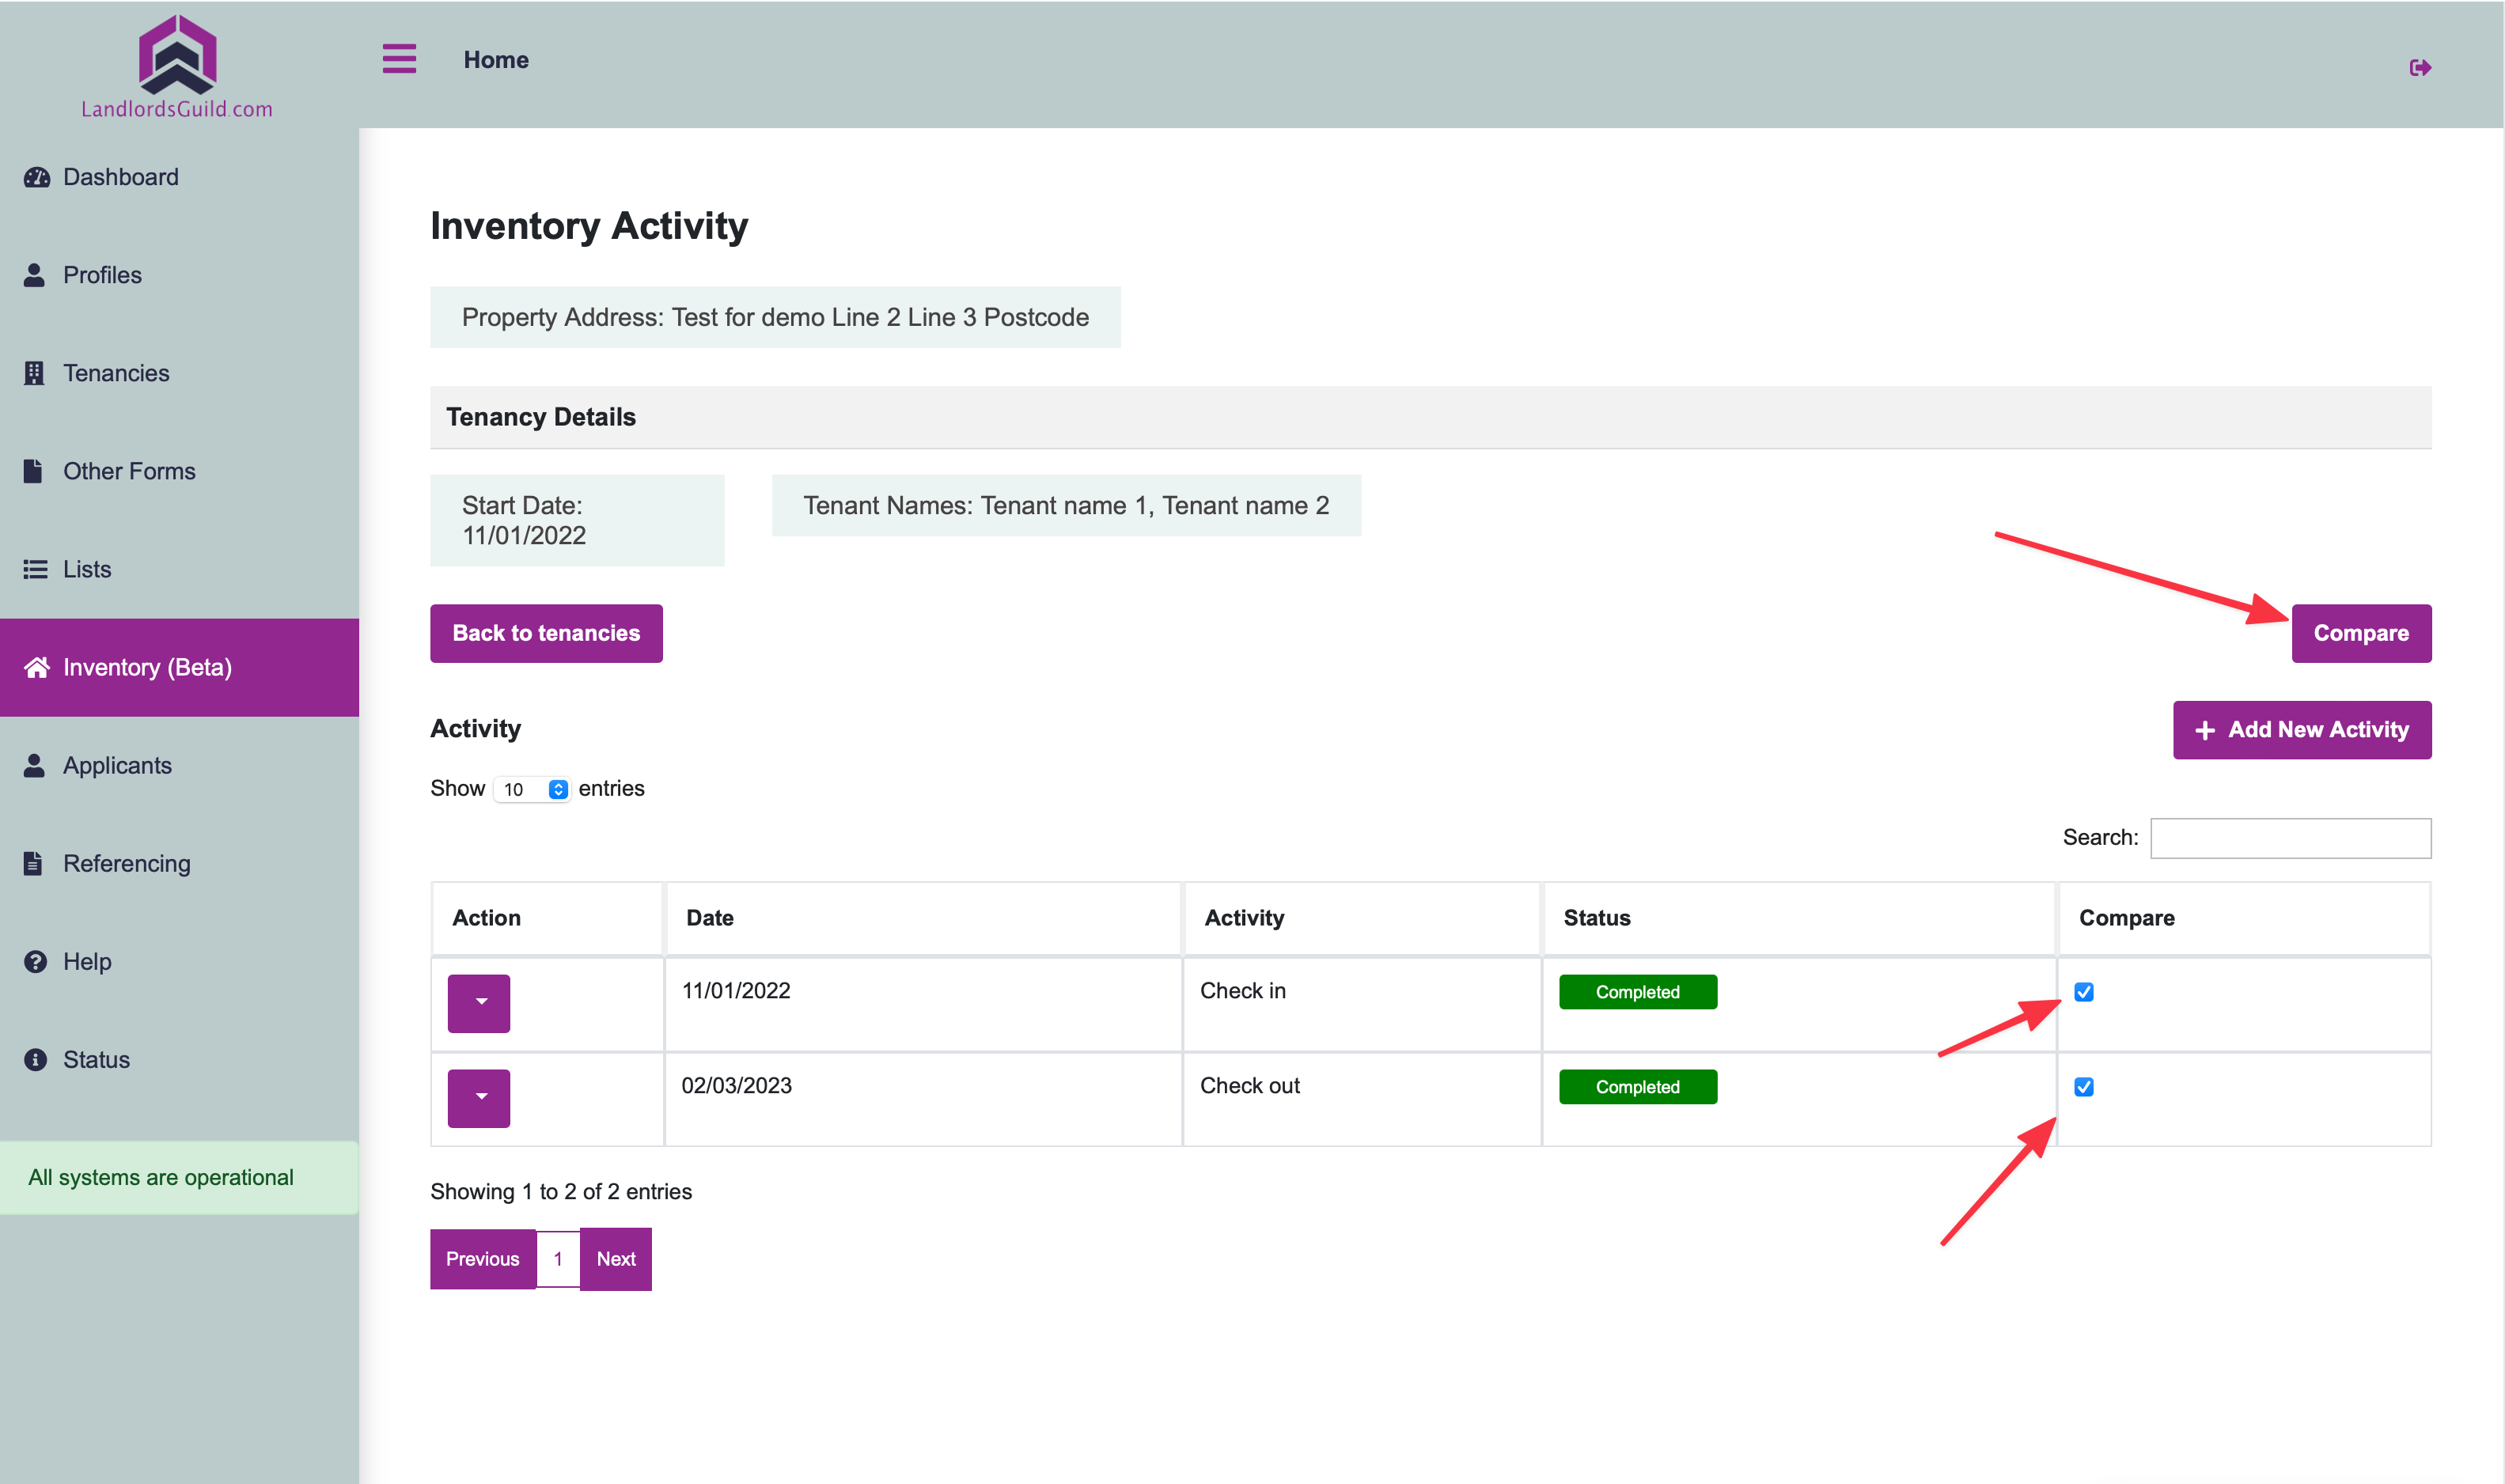 LandlordsGuild.com
Home
Dashboard
Profiles
Tenancies
Other Forms
Lists
Inventory (Beta)
Applicants
Referencing
Help
Status
All systems are operational
Inventory Activity
Property Address: Test for demo Line 2 Line 3 Postcode
Tenancy Details
Start Date:
11/01/2022
Tenant Names: Tenant name 1, Tenant name 2
Back to tenancies
Compare
Activity
Add New Activity
Show 10 entries
Search:
Action Date Activity Status Compare
11/01/2022 Check in Completed
02/03/2023 Check out Completed
Showing 1 to 2 of 2 entries
Previous 1 Next